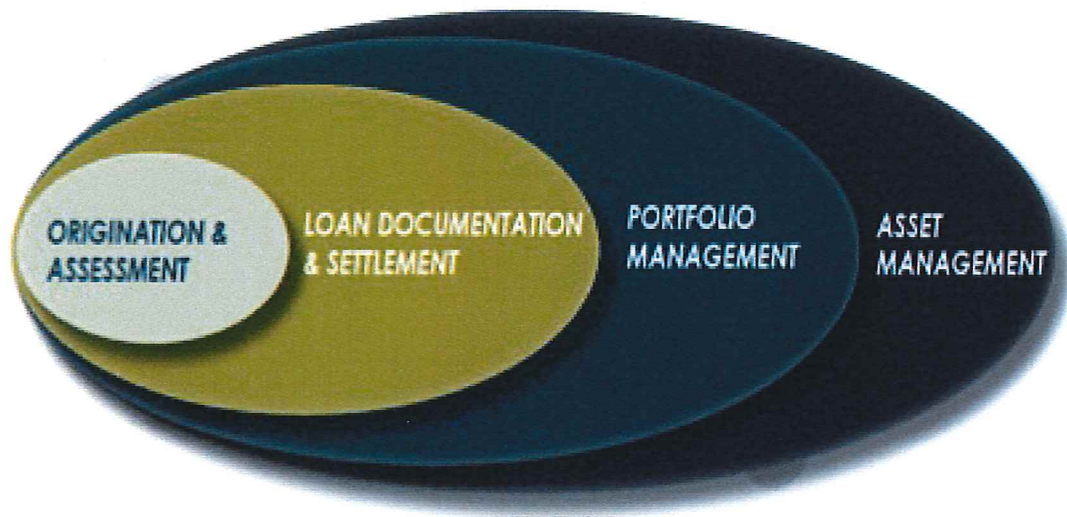 ORIGINATION &
ASSESSMENT
LOAN DOCUMENTATION
& SETTLEMENT
PORTFOLIO
MANAGEMENT
ASSET
MANAGEMENT